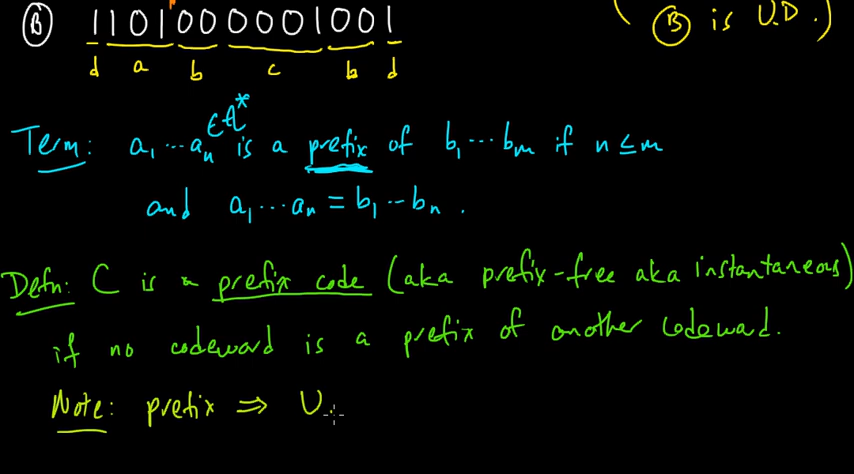 Ⓑ 1101000001001 ( Ⓑ is U.D.)
d a b c b d
Term: a₁ ⋯ aₙ ∈ 𝒜* is a prefix of b₁ ⋯ bₘ if n ≤ m
and a₁ ⋯ aₙ = b₁ ⋯ bₙ.
Defn: C is a prefix code (aka prefix-free aka instantaneous)
if no codeword is a prefix of another codeword.
Note: prefix ⇒ U.